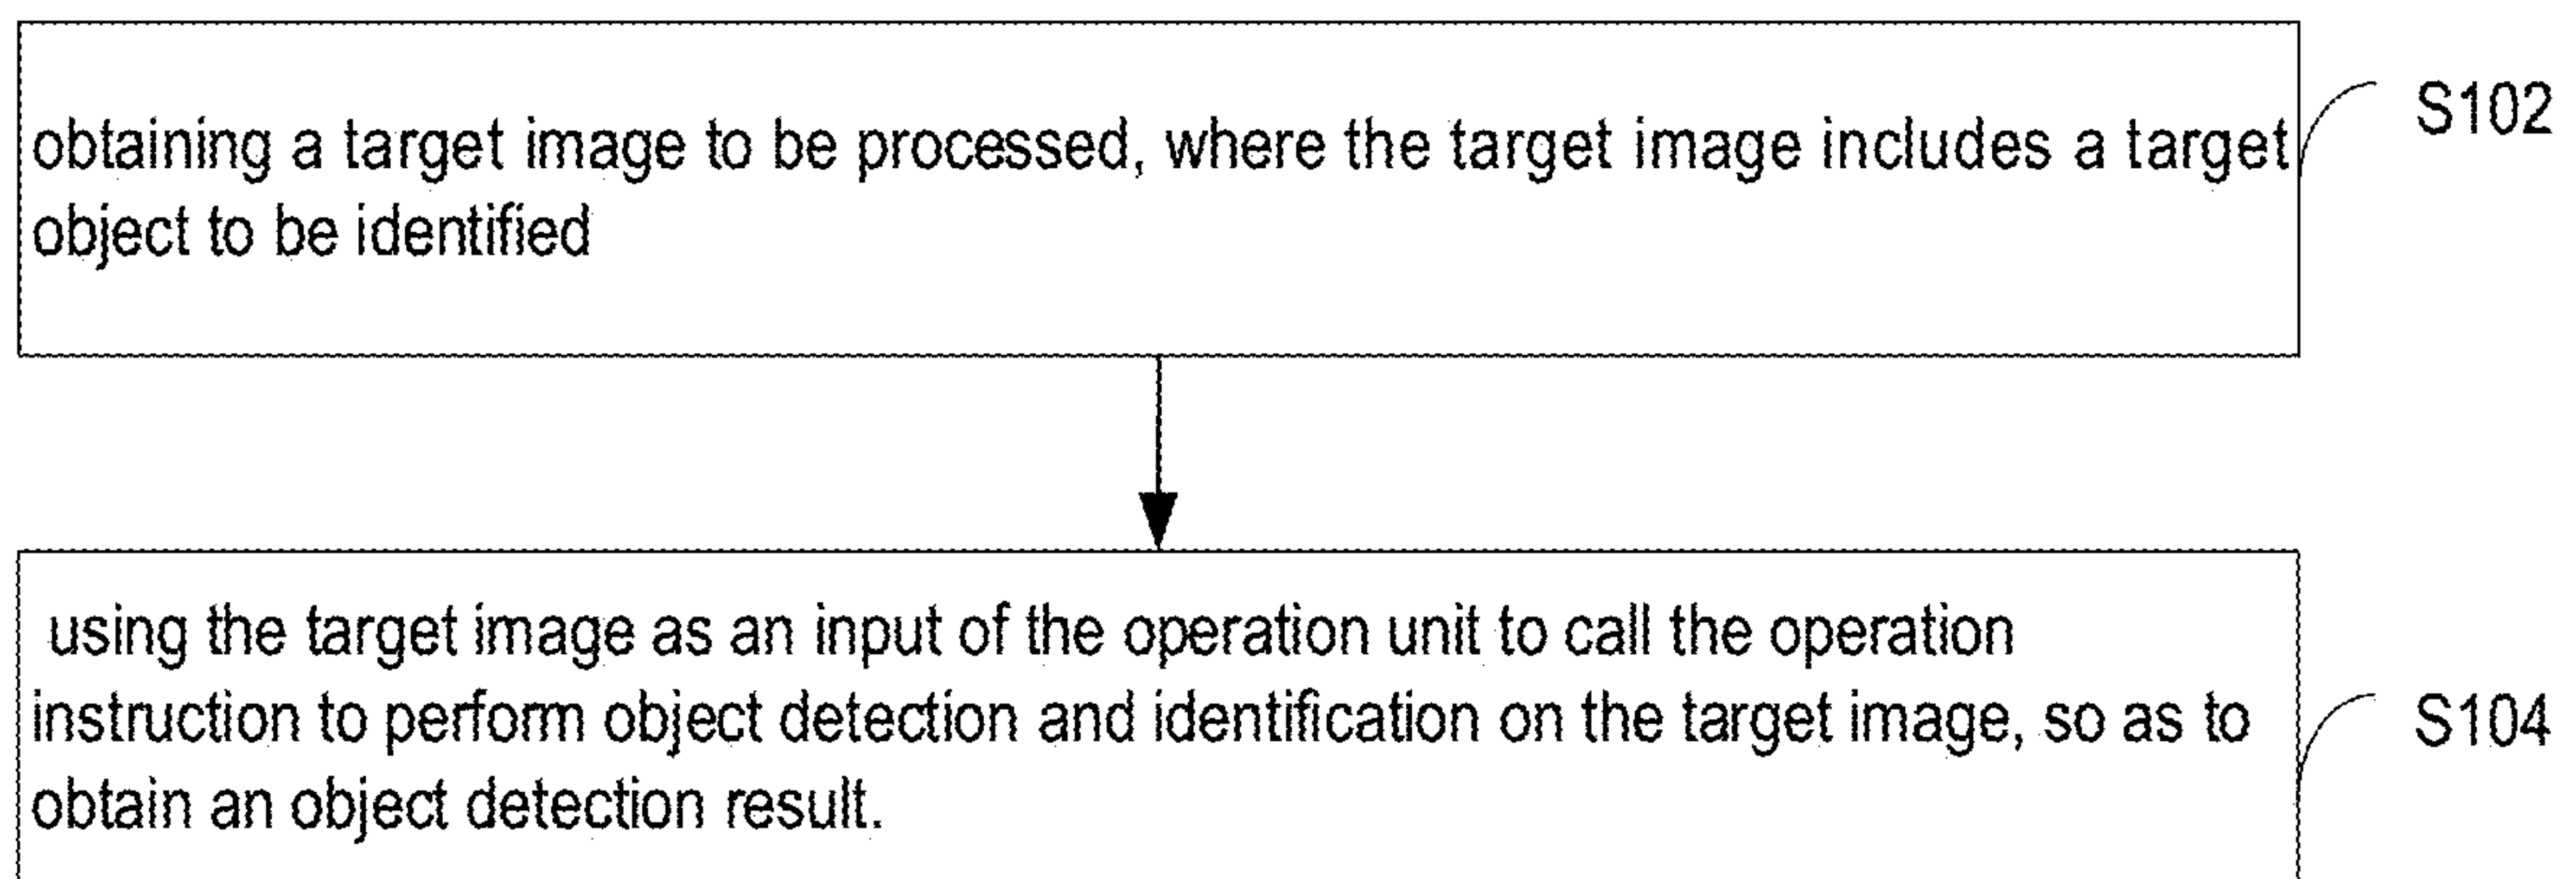 obtaining a target image to be processed, where the target image includes a target
S102
object to be identified
using the target image as an input of the operation unit to call the operation
instruction to perform object detection and identification on the target image, so as to
S104
obtain an object detection result.